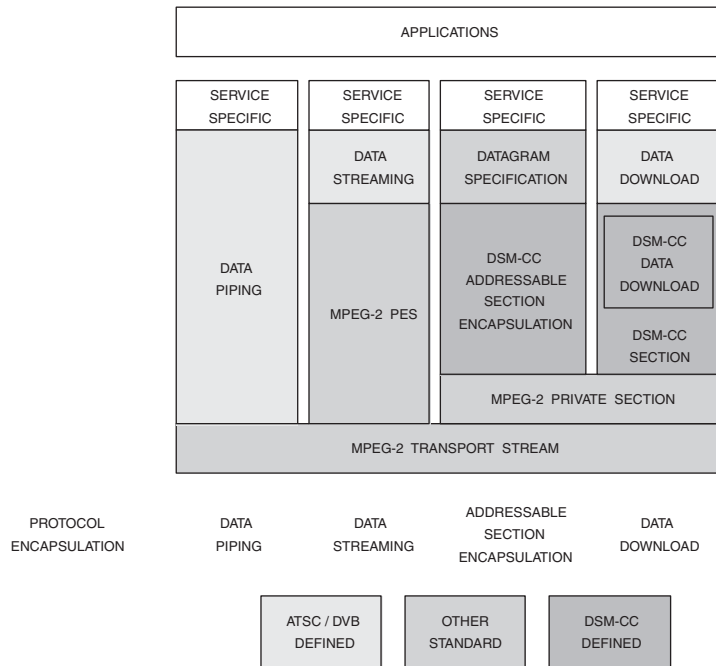 APPLICATIONS
SERVICE
SPECIFIC
SERVICE
SPECIFIC
SERVICE
SPECIFIC
SERVICE
SPECIFIC
DATA
PIPING
DATA
STREAMING
MPEG-2 PES
DATAGRAM
SPECIFICATION
DSM-CC
ADDRESSABLE
SECTION
ENCAPSULATION
DATA
DOWNLOAD
DSM-CC
DATA
DOWNLOAD
DSM-CC
SECTION
MPEG-2 PRIVATE SECTION
MPEG-2 TRANSPORT STREAM
PROTOCOL
ENCAPSULATION
DATA
PIPING
DATA
STREAMING
ADDRESSABLE
SECTION
ENCAPSULATION
DATA
DOWNLOAD
ATSC / DVB
DEFINED
OTHER
STANDARD
DSM-CC
DEFINED